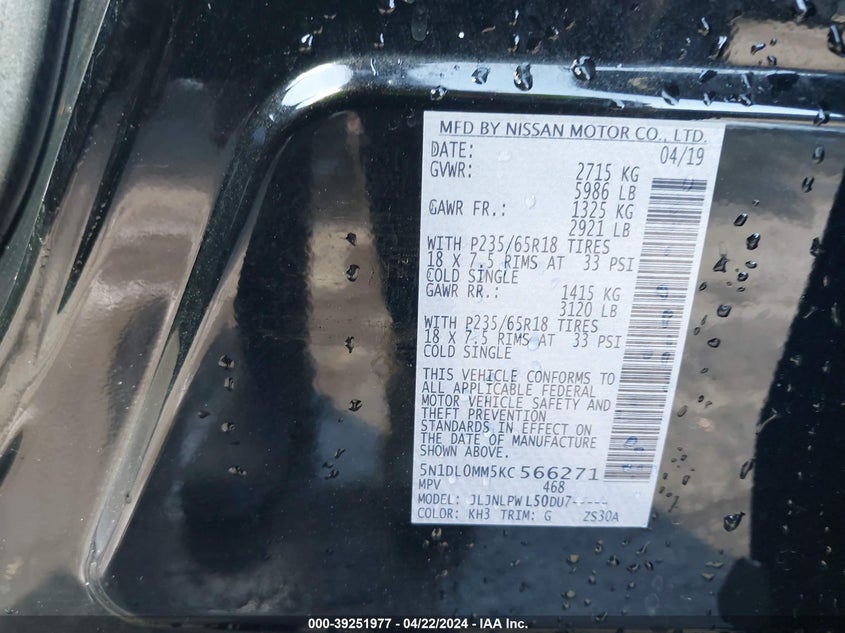 MFD BY NISSAN MOTOR CO., LTD.
DATE: 04/19
GVWR: 2715 KG
5986 LB
GAWR FR.: 1325 KG
2921 LB
WITH P235/65R18 TIRES
18 X 7.5 RIMS AT 33 PSI
COLD SINGLE
GAWR RR.: 1415 KG
3120 LB
WITH P235/65R18 TIRES
18 X 7.5 RIMS AT 33 PSI
COLD SINGLE
THIS VEHICLE CONFORMS TO
ALL APPLICABLE FEDERAL
MOTOR VEHICLE SAFETY AND
THEFT PREVENTION
STANDARDS IN EFFECT ON
THE DATE OF MANUFACTURE
SHOWN ABOVE.
5N1DL0MM5KC566271
MPV 468
MODEL: JLJNLPWL50DU7-----
COLOR: KH3 TRIM: G ZS30A
000-39251977 - 04/22/2024 - IAA Inc.